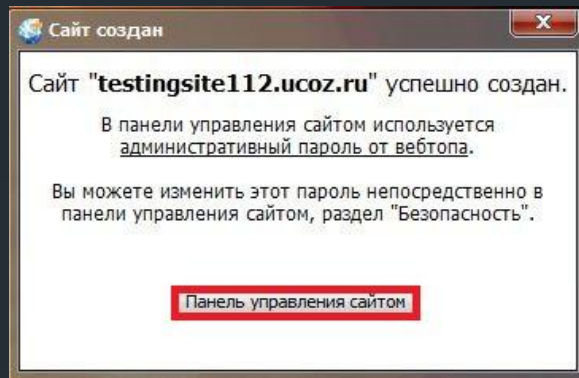 Сайт создан
Сайт "testingsite112.ucoz.ru" успешно создан.
В панели управления сайтом используется
административный пароль от вебтопа.
Вы можете изменить этот пароль непосредственно в
панели управления сайтом, раздел "Безопасность".
Панель управления сайтом